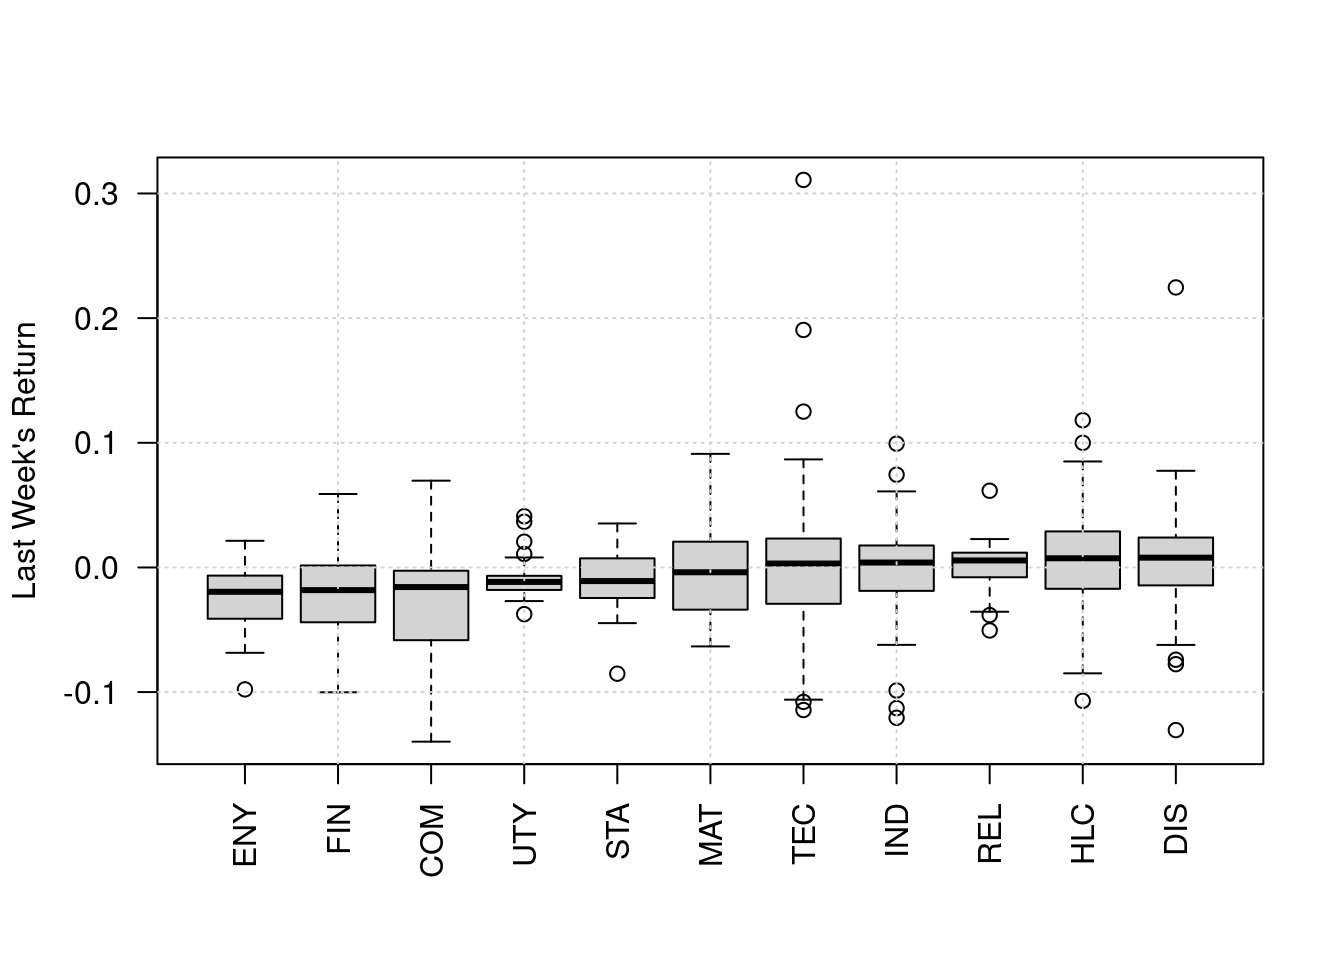 Last Week's Return
0.3
0.2
0.1
0.0
-0.1
ENY
FIN
COM
UTY
STA
MAT
TEC
IND
REL
HLC
DIS